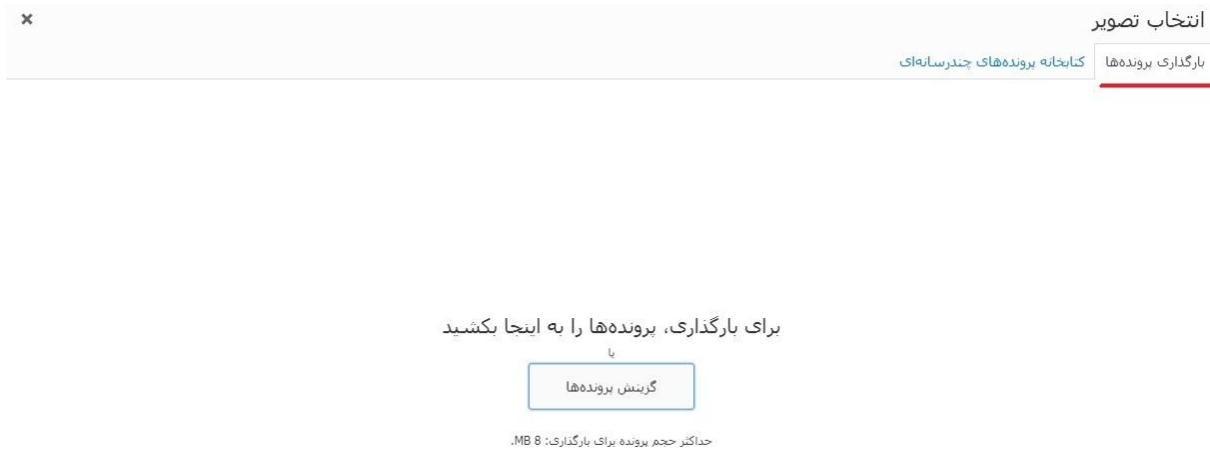 انتخاب تصویر
بارگذاری پرونده‌ها
کتابخانه پرونده‌های چندرسانه‌ای
برای بارگذاری، پرونده‌ها را به اینجا بکشید
یا
گزینش پرونده‌ها
حداکثر حجم پرونده برای بارگذاری: 8 MB.